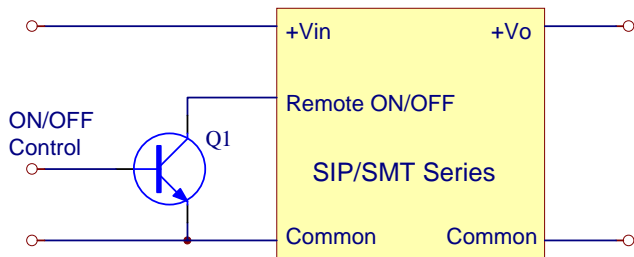 +Vin
+Vo
Remote ON/OFF
ON/OFF
Control
Q1
SIP/SMT Series
Common
Common